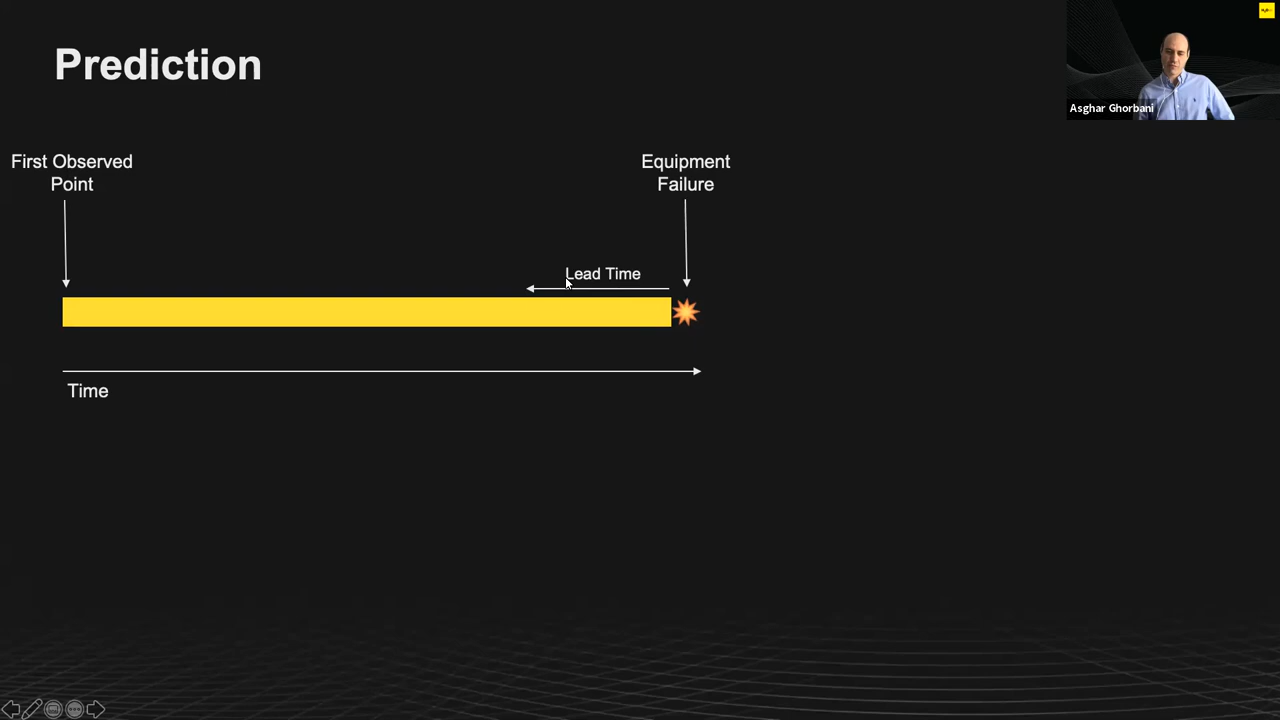 Prediction
Asghar Ghorbani
First Observed
Point
Equipment
Failure
Lead Time
Time